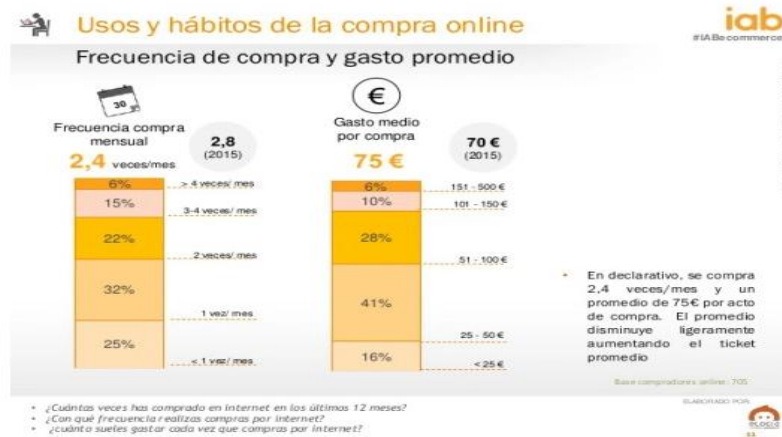 Usos y hábitos de la compra online
iab
#IABecommerce
Frecuencia de compra y gasto promedio
30
Frecuencia compra
mensual
2,4 veces/mes
2,8
(2015)
€
Gasto medio
por compra
75 €
70 €
(2015)
6%
> 4 veces/ mes
15%
3-4 veces/ mes
22%
2 veces/ mes
32%
1 vez/ mes
25%
< 1 vez/ mes
6%
151 - 500 €
10%
101 - 150 €
28%
51 - 100 €
41%
25 - 50 €
16%
< 25 €
• En declarativo, se compra
2,4 veces/mes y un
promedio de 75€ por acto
de compra. El promedio
disminuye ligeramente
aumentando el ticket
promedio
Base compradores online: 705
• ¿Cuántas veces has comprado en internet en los últimos 12 meses?
• ¿Con qué frecuencia realizas compras por internet?
• ¿cuánto sueles gastar cada vez que compras por internet?
ELABORADO POR: